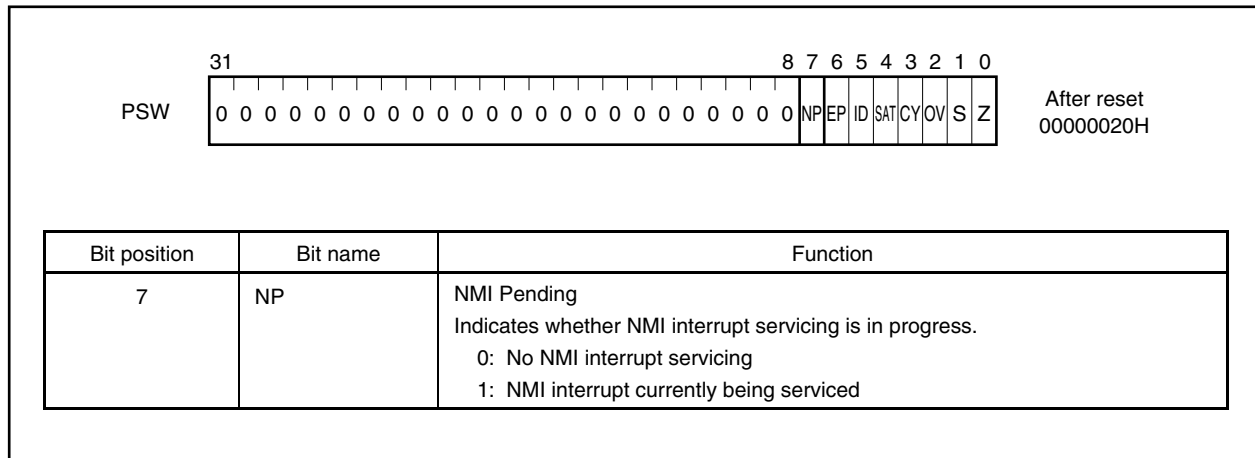 31 8 7 6 5 4 3 2 1 0
PSW 0 0 0 0 0 0 0 0 0 0 0 0 0 0 0 0 0 0 0 0 0 0 0 0 NP EP ID SAT CY OV S Z After reset
00000020H
Bit position Bit name Function
7 NP NMI Pending
Indicates whether NMI interrupt servicing is in progress.
0: No NMI interrupt servicing
1: NMI interrupt currently being serviced